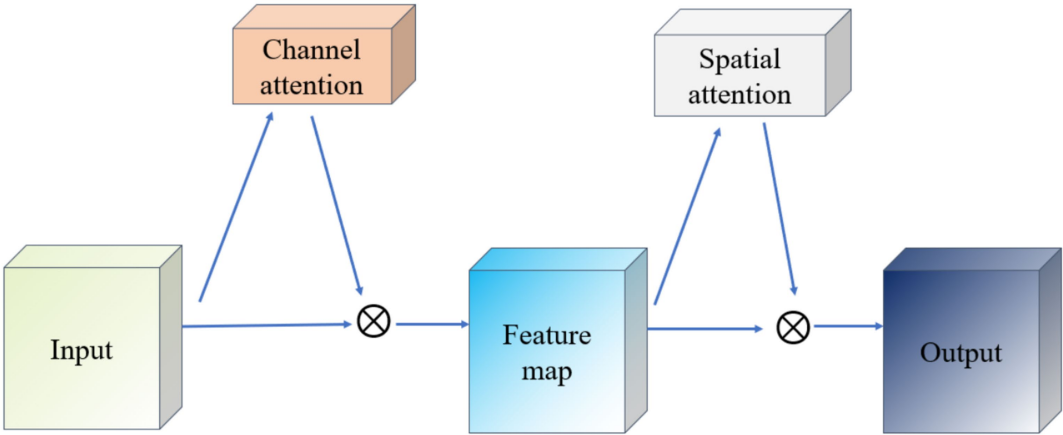 Channel
attention
Spatial
attention
Input
Feature
map
Output